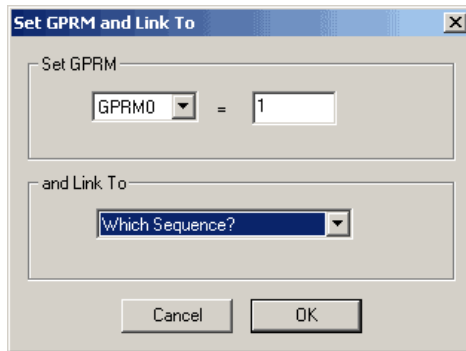 Set GPRM and Link To
Set GPRM
GPRM0 = 1
and Link To
Which Sequence?
Cancel OK